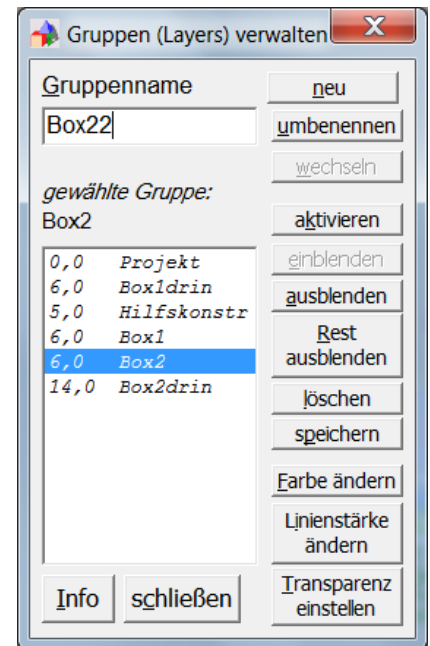 Gruppen (Layers) verwalten
X
Gruppenname
neu
Box22
umbenennen
wechseln
gewählte Gruppe:
Box2
aktivieren
0,0 Projekt
6,0 Box1drin
5,0 Hilfskonstr
6,0 Box1
6,0 Box2
14,0 Box2drin
einblenden
ausblenden
Rest
ausblenden
löschen
speichern
Farbe ändern
Linienstärke
ändern
Transparenz
einstellen
Info
schließen